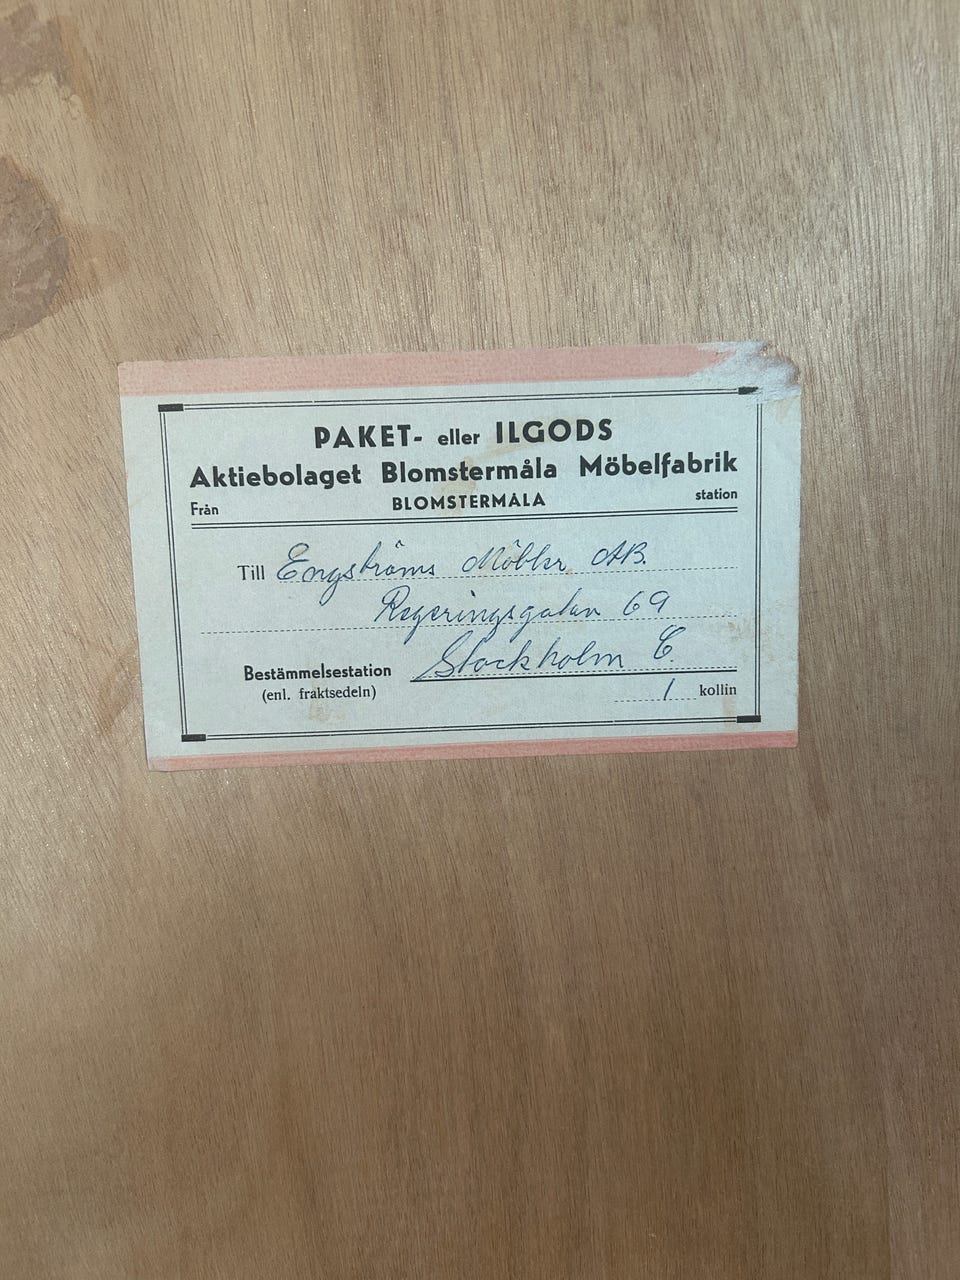 PAKET- eller ILGODS
Aktiebolaget Blomstermåla Möbelfabrik
Från BLOMSTERMÅLA station
Till Engströms Möbler AB.
Regeringsgatan 69
Bestämmelsestation Stockholm C.
(enl. fraktsedeln) 1 kollin